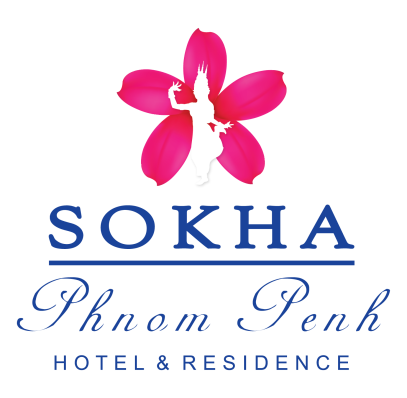 SOKHA
Phnom Penh
HOTEL & RESIDENCE